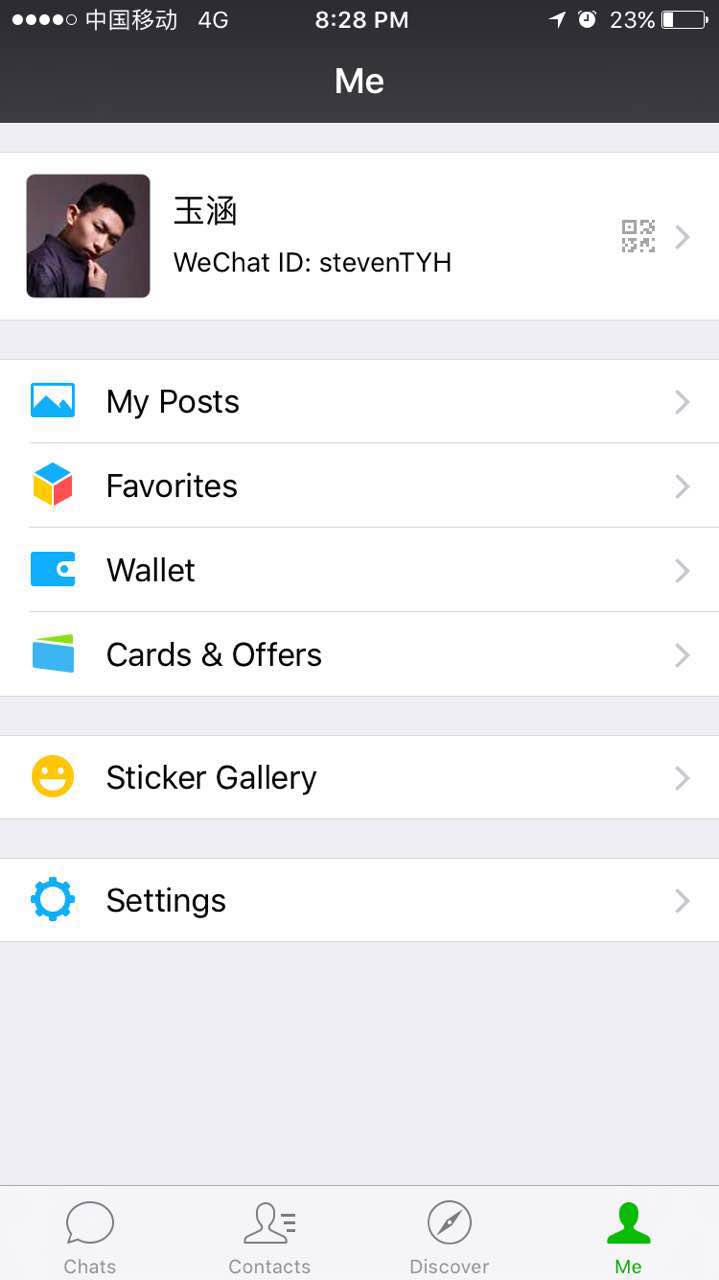 中国移动 4G 8:28 PM 23%
Me
玉涵
WeChat ID: stevenTYH
My Posts
Favorites
Wallet
Cards & Offers
Sticker Gallery
Settings
Chats Contacts Discover Me